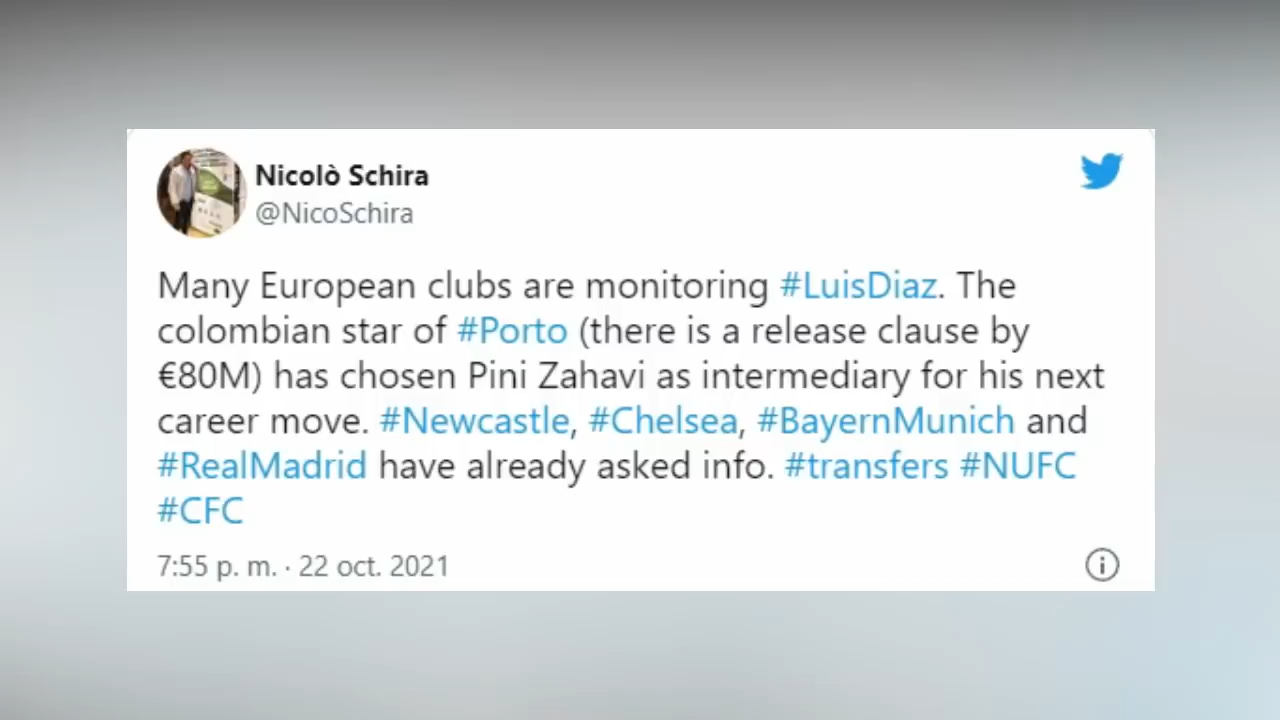 Nicolò Schira
@NicoSchira
Many European clubs are monitoring #LuisDiaz. The
colombian star of #Porto (there is a release clause by
€80M) has chosen Pini Zahavi as intermediary for his next
career move. #Newcastle, #Chelsea, #BayernMunich and
#RealMadrid have already asked info. #transfers #NUFC
#CFC
7:55 p. m. · 22 oct. 2021